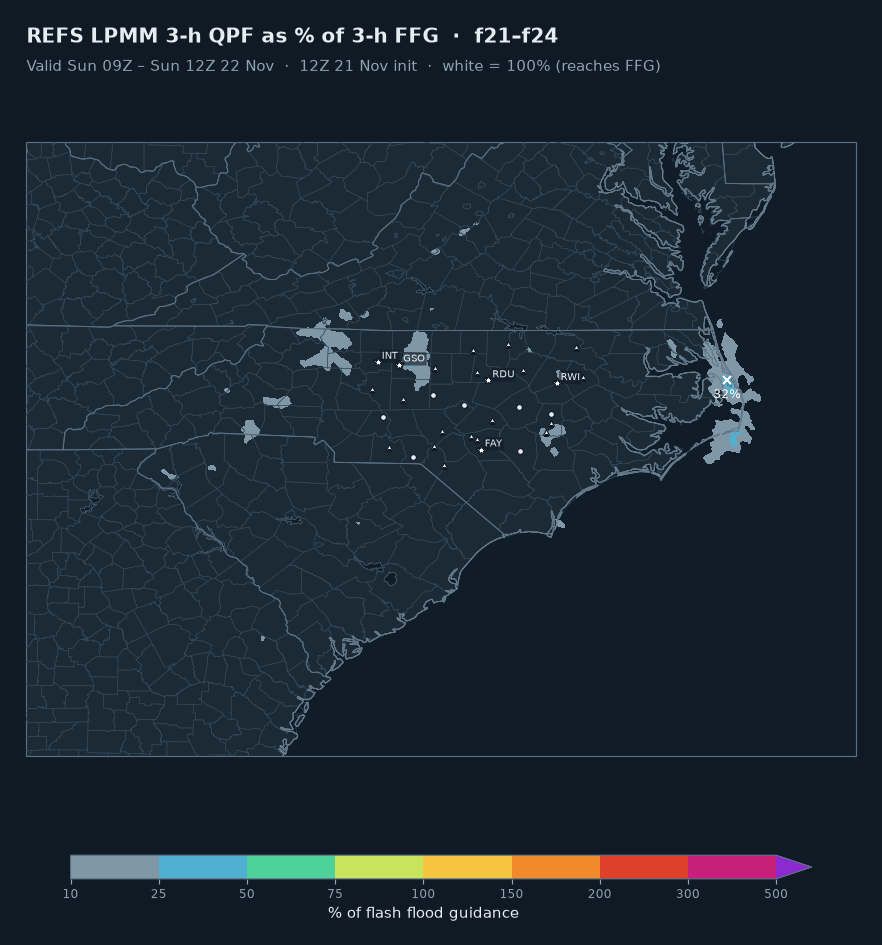 REFS LPMM 3-h QPF as % of 3-h FFG · f21–f24
Valid Sun 09Z – Sun 12Z 22 Nov · 12Z 21 Nov init · white = 100% (reaches FFG)
INT
GSO
RDU
RWI
32%
FAY
10 25 50 75 100 150 200 300 500
% of flash flood guidance